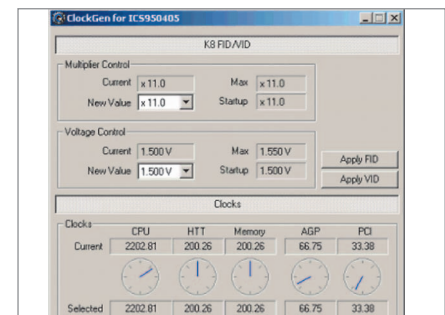 ClockGen for ICS950405
K8 FID/VID
Multiplier Control
Current x 11.0 Max x 11.0
New Value x 11.0 Startup x 11.0
Voltage Control
Current 1.500 V Max 1.550 V
New Value 1.500 V Startup 1.500 V
Apply FID
Apply VID
Clocks
Clocks
CPU HTT Memory AGP PCI
Current 2202.81 200.26 200.26 66.75 33.38
Selected 2202.81 200.26 200.26 66.75 33.38